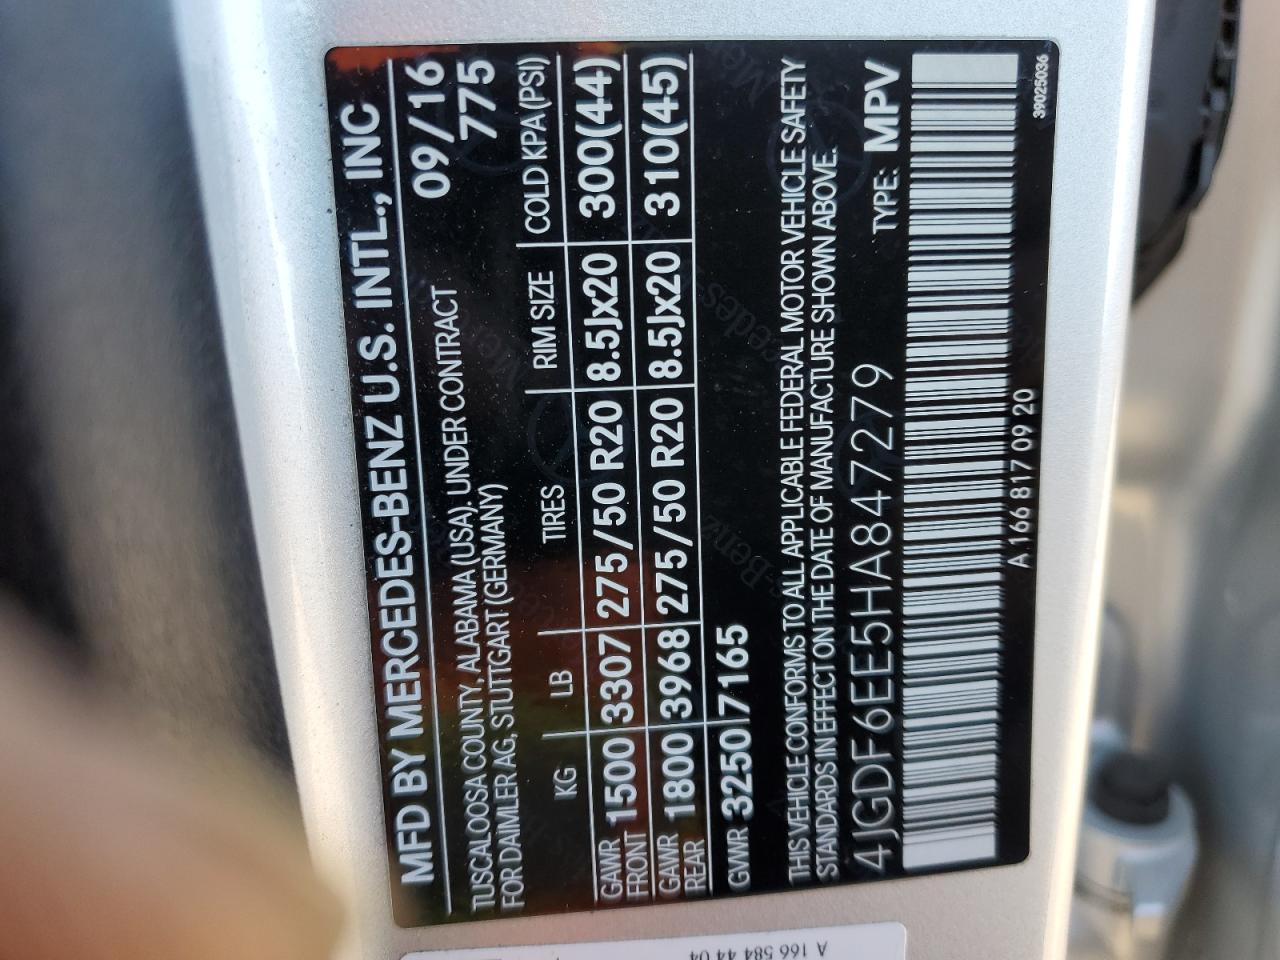 MFD BY MERCEDES-BENZ U.S. INTL., INC
TUSCALOOSA COUNTY, ALABAMA (USA), UNDER CONTRACT 09/16
FOR DAIMLER AG, STUTTGART (GERMANY) 775
KG LB TIRES RIM SIZE COLD KPA (PSI)
GAWR FRONT 1500 3307 275/50 R20 8.5Jx20 300(44)
GAWR REAR 1800 3968 275/50 R20 8.5Jx20 310(45)
GVWR 3250 7165
THIS VEHICLE CONFORMS TO ALL APPLICABLE FEDERAL MOTOR VEHICLE SAFETY
STANDARDS IN EFFECT ON THE DATE OF MANUFACTURE SHOWN ABOVE.
4JGDF6EE5HA847279 TYPE: MPV
A 166 817 09 20
39025036
A 166 584 44 04